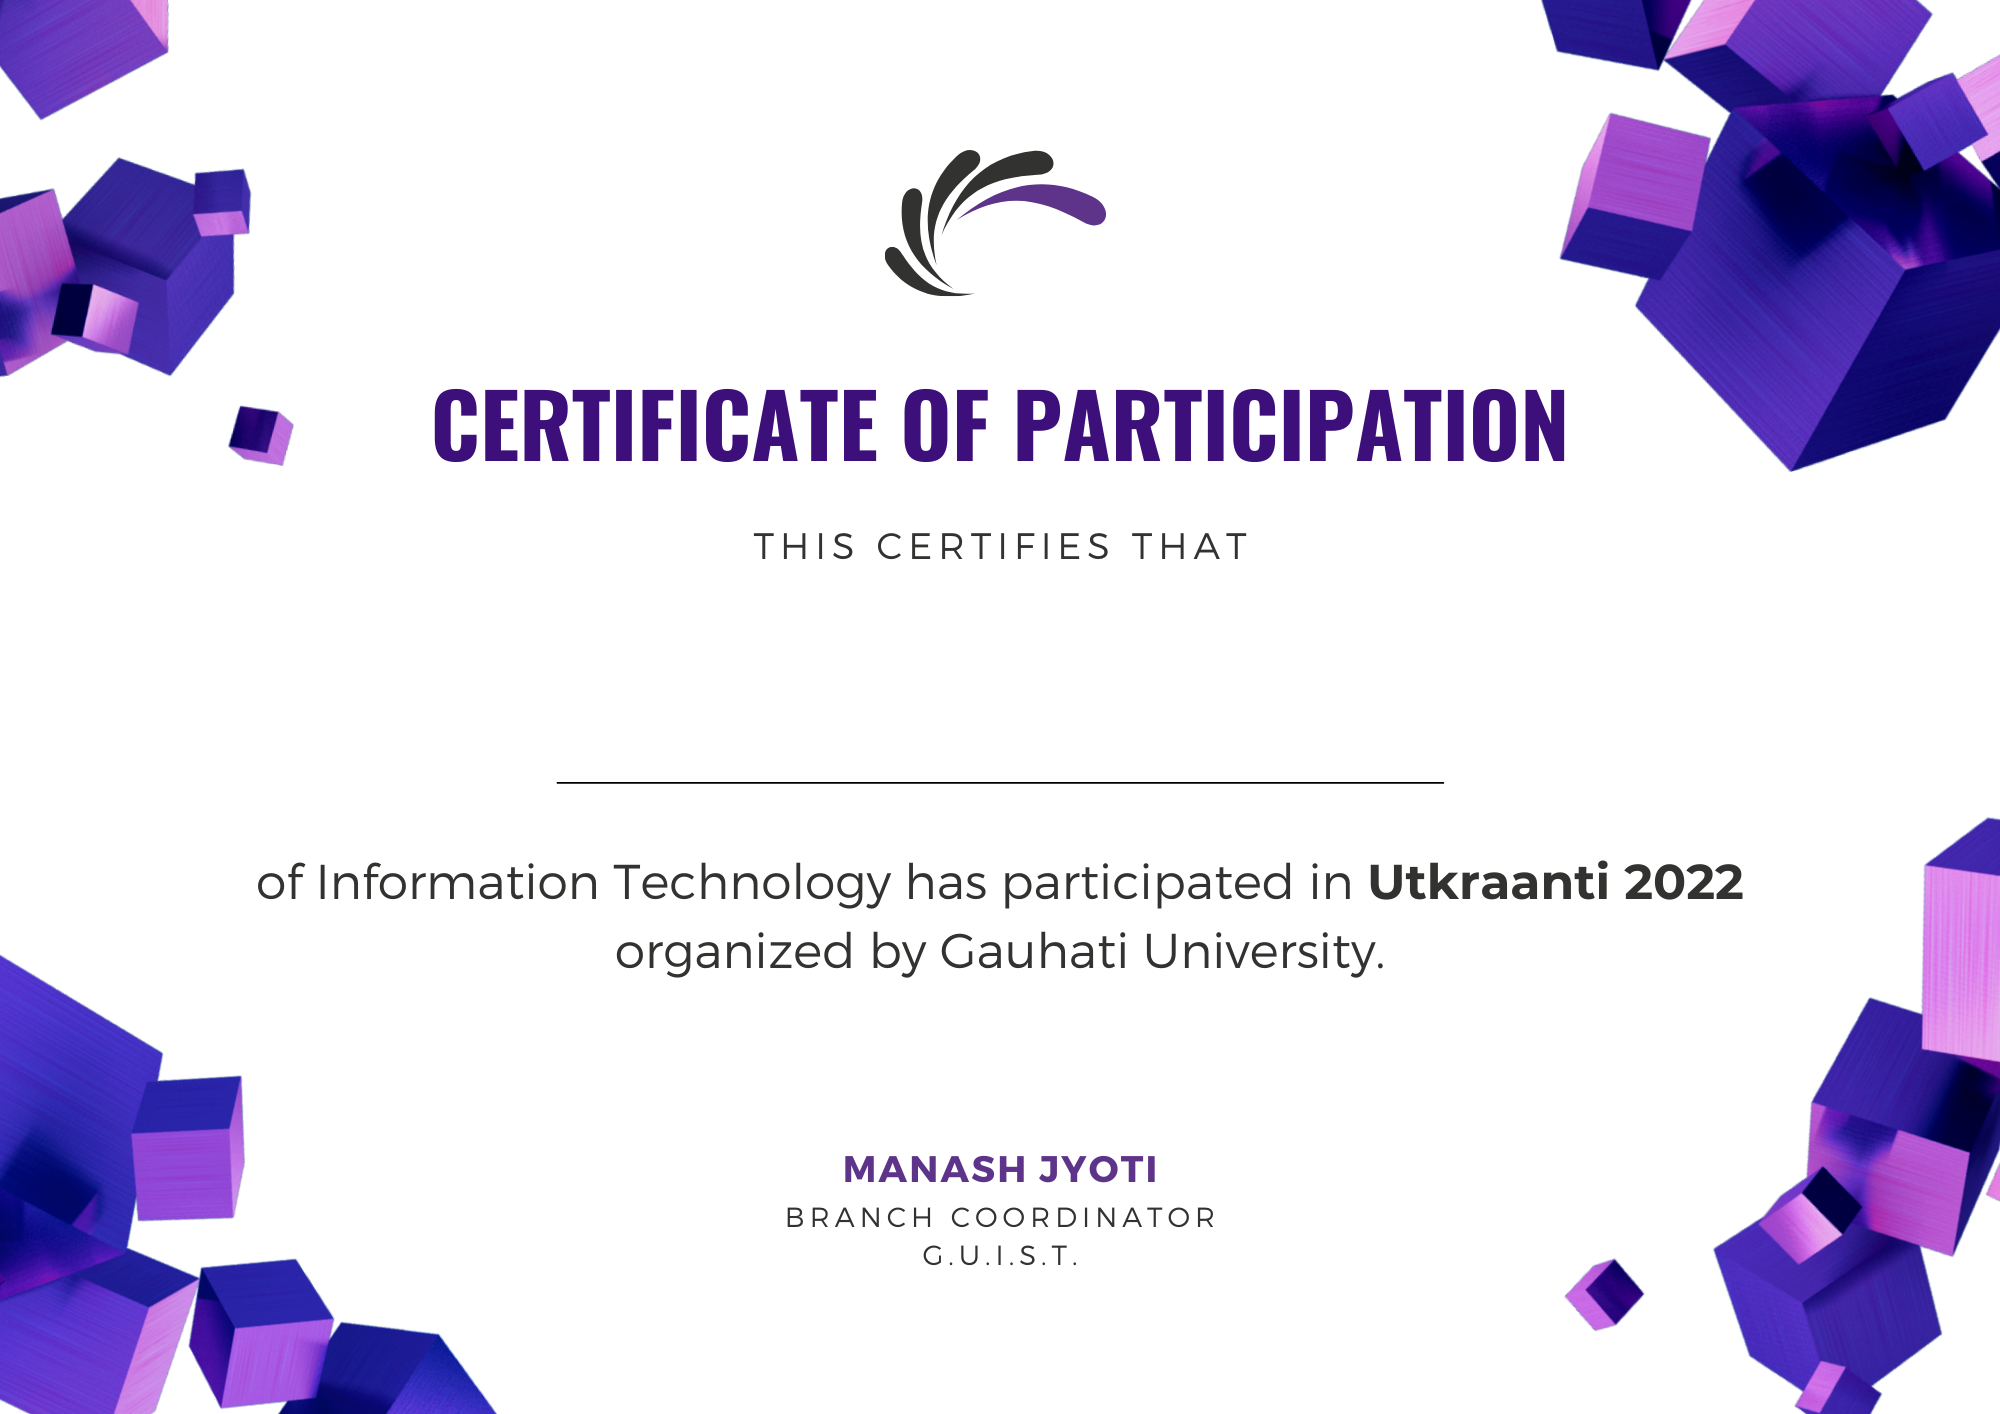 CERTIFICATE OF PARTICIPATION
THIS CERTIFIES THAT
of Information Technology has participated in Utkraanti 2022
organized by Gauhati University.
MANASH JYOTI
BRANCH COORDINATOR
G.U.I.S.T.